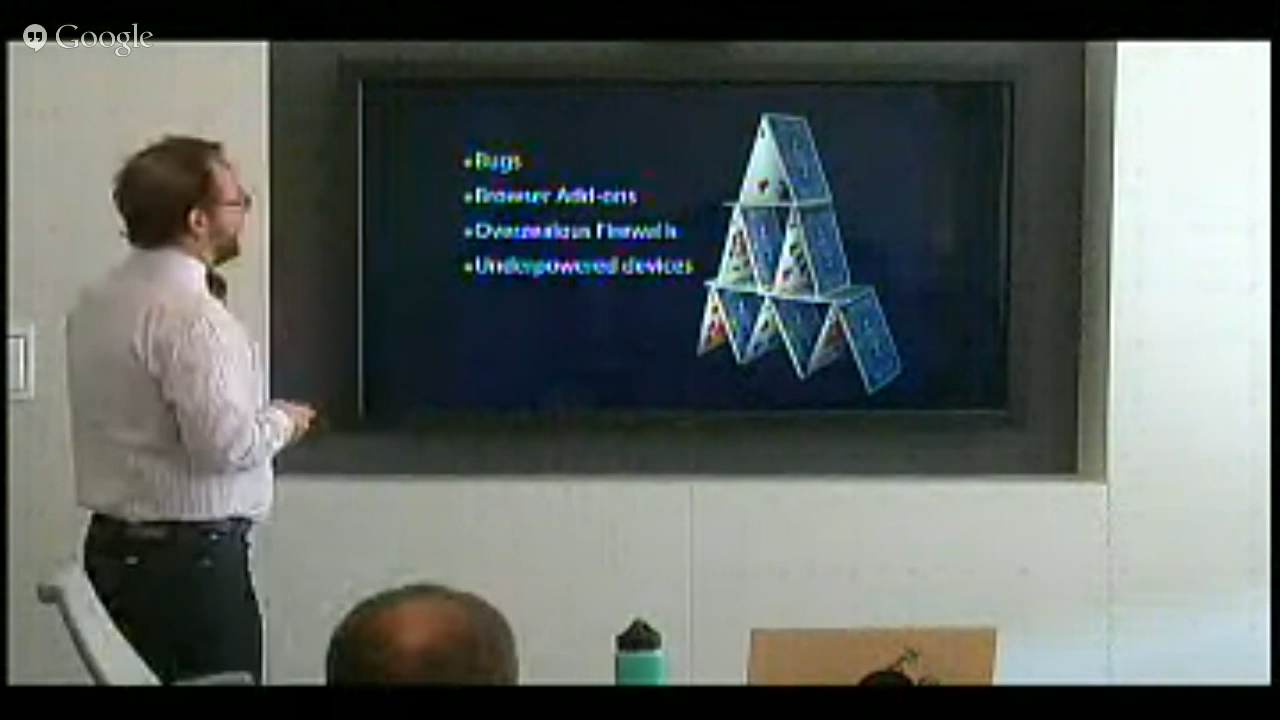 Google
•Bugs
•Browser Add-ons
•Overzealous Firewalls
•Underpowered devices